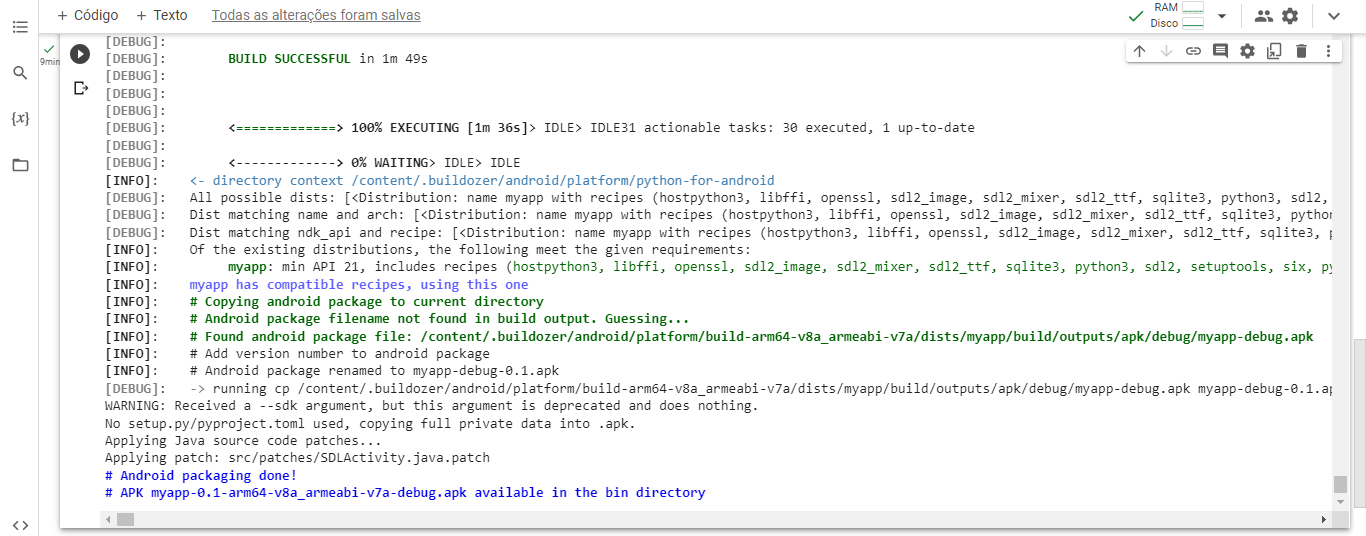 + Código + Texto Todas as alterações foram salvas
RAM
Disco
9min
{x}
<>
[DEBUG]:
[DEBUG]: BUILD SUCCESSFUL in 1m 49s
[DEBUG]:
[DEBUG]:
[DEBUG]:
[DEBUG]: <=============> 100% EXECUTING [1m 36s]> IDLE> IDLE31 actionable tasks: 30 executed, 1 up-to-date
[DEBUG]:
[DEBUG]: <-------------> 0% WAITING> IDLE> IDLE
[INFO]: <- directory context /content/.buildozer/android/platform/python-for-android
[DEBUG]: All possible dists: [<Distribution: name myapp with recipes (hostpython3, libffi, openssl, sdl2_image, sdl2_mixer, sdl2_ttf, sqlite3, python3, sdl2,
[DEBUG]: Dist matching name and arch: [<Distribution: name myapp with recipes (hostpython3, libffi, openssl, sdl2_image, sdl2_mixer, sdl2_ttf, sqlite3, python
[DEBUG]: Dist matching ndk_api and recipe: [<Distribution: name myapp with recipes (hostpython3, libffi, openssl, sdl2_image, sdl2_mixer, sdl2_ttf, sqlite3, p
[INFO]: Of the existing distributions, the following meet the given requirements:
[INFO]: myapp: min API 21, includes recipes (hostpython3, libffi, openssl, sdl2_image, sdl2_mixer, sdl2_ttf, sqlite3, python3, sdl2, setuptools, six, py
[INFO]: myapp has compatible recipes, using this one
[INFO]: # Copying android package to current directory
[INFO]: # Android package filename not found in build output. Guessing...
[INFO]: # Found android package file: /content/.buildozer/android/platform/build-arm64-v8a_armeabi-v7a/dists/myapp/build/outputs/apk/debug/myapp-debug.apk
[INFO]: # Add version number to android package
[INFO]: # Android package renamed to myapp-debug-0.1.apk
[DEBUG]: -> running cp /content/.buildozer/android/platform/build-arm64-v8a_armeabi-v7a/dists/myapp/build/outputs/apk/debug/myapp-debug.apk myapp-debug-0.1.ap
WARNING: Received a --sdk argument, but this argument is deprecated and does nothing.
No setup.py/pyproject.toml used, copying full private data into .apk.
Applying Java source code patches...
Applying patch: src/patches/SDLActivity.java.patch
# Android packaging done!
# APK myapp-0.1-arm64-v8a_armeabi-v7a-debug.apk available in the bin directory